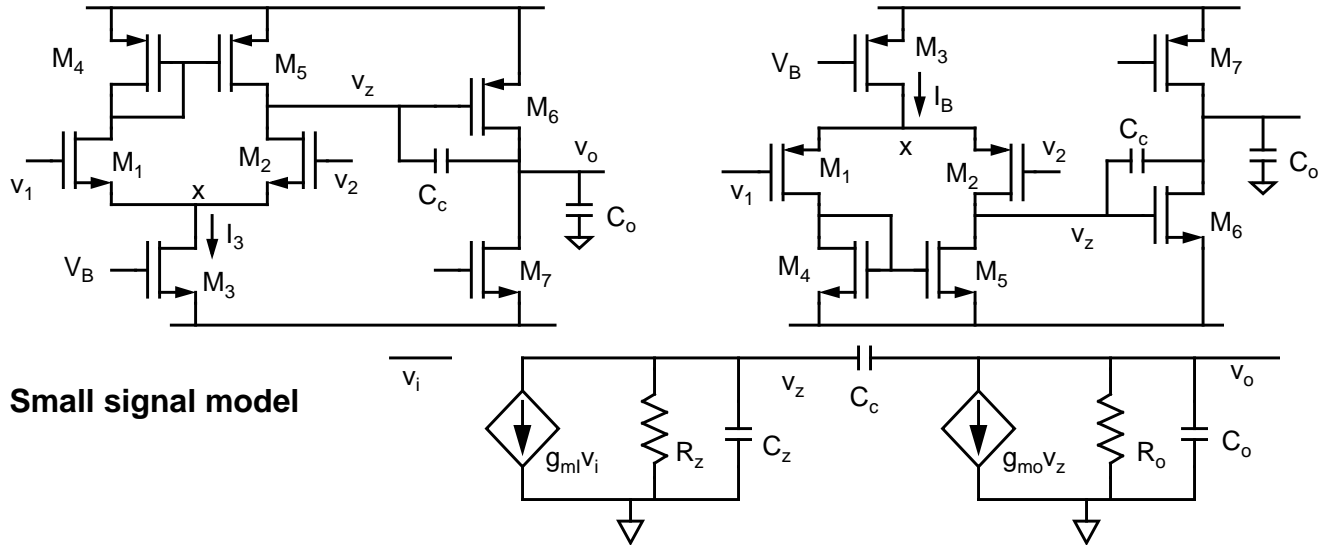 M4
M5
vz
M6
M1
M2
v1
v2
x
Cc
vo
Co
I3
VB
M3
M7
VB
M3
IB
M7
x
Cc
v2
M1
M2
v1
Co
vz
M6
M4
M5
Small signal model
vi
gmIvi
Rz
Cz
vz
Cc
gmovz
Ro
Co
vo